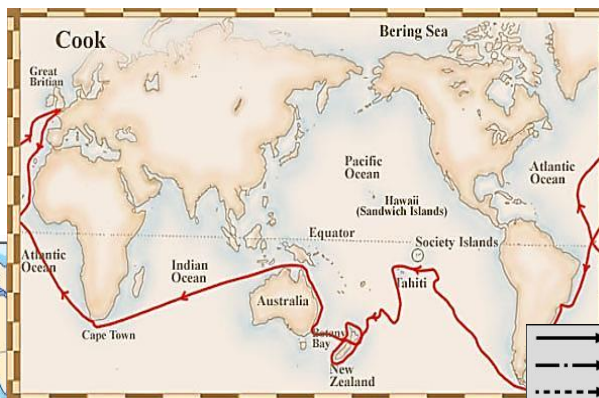 Cook
Bering Sea
Great
Britian
Pacific
Ocean
Atlantic
Ocean
Hawaii
(Sandwich Islands)
Equator
Society Islands
Atlantic
Ocean
Indian
Ocean
Tahiti
Australia
Botany
Bay
Cape Town
New
Zealand